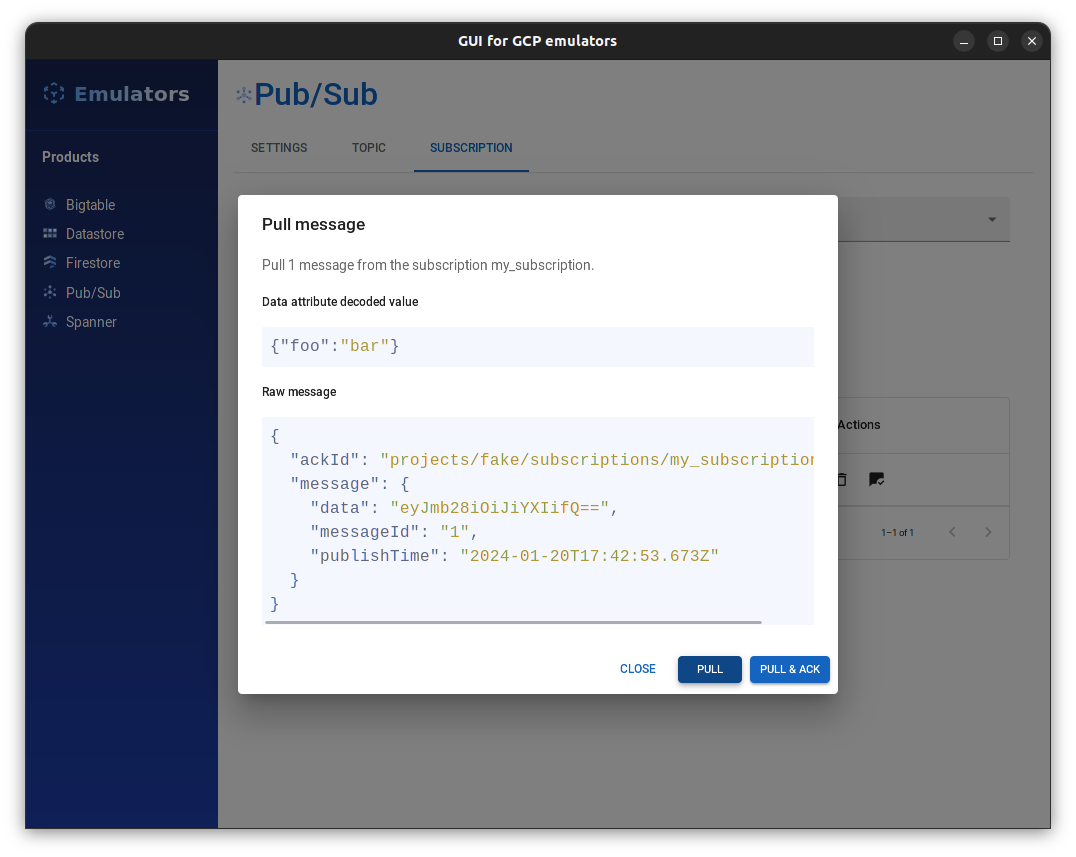 GUI for GCP emulators
Emulators
Products
Bigtable
Datastore
Firestore
Pub/Sub
Spanner
Pub/Sub
SETTINGS TOPIC SUBSCRIPTION
Pull message
Pull 1 message from the subscription my_subscription.
Data attribute decoded value
{"foo":"bar"}
Raw message
{
"ackId": "projects/fake/subscriptions/my_subscription
"message": {
"data": "eyJmb28iOiJiYXIifQ==",
"messageId": "1",
"publishTime": "2024-01-20T17:42:53.673Z"
}
}
CLOSE PULL PULL & ACK
Actions
1–1 of 1